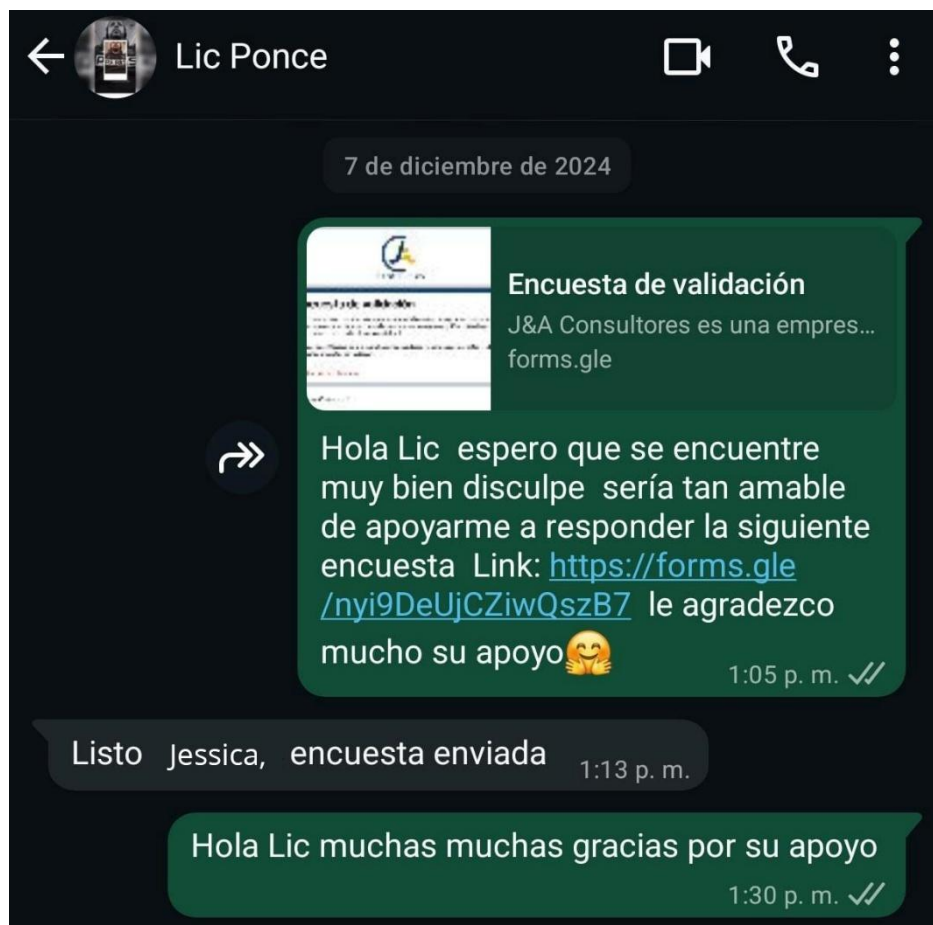 Lic Ponce
7 de diciembre de 2024
Encuesta de validación
J&A Consultores es una empres...
forms.gle
Hola Lic espero que se encuentre
muy bien disculpe sería tan amable
de apoyarme a responder la siguiente
encuesta Link: https://forms.gle
/nyi9DeUjCZiwQszB7 le agradezco
mucho su apoyo🤗
1:05 p. m.
Listo Jessica, encuesta enviada
1:13 p. m.
Hola Lic muchas muchas gracias por su apoyo
1:30 p. m.